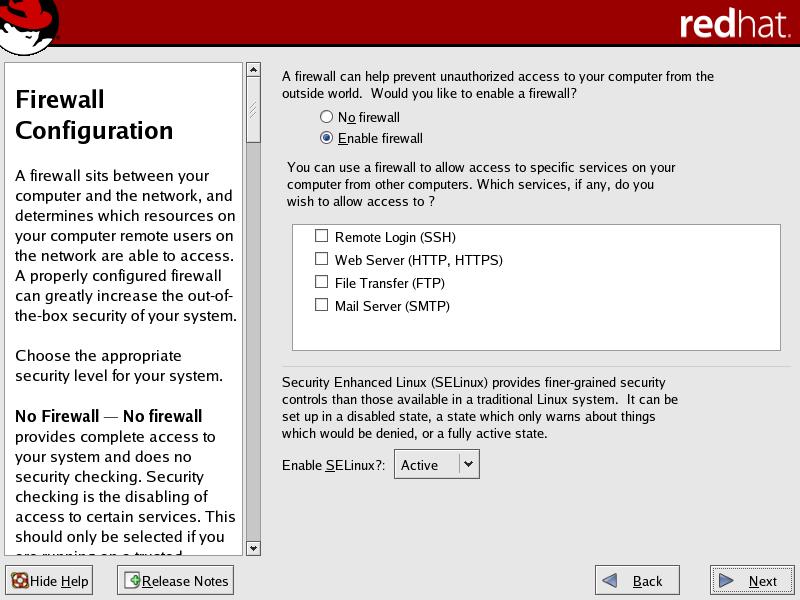 redhat.
Firewall
Configuration
A firewall sits between your
computer and the network, and
determines which resources on
your computer remote users on
the network are able to access.
A properly configured firewall
can greatly increase the out-of-
the-box security of your system.
Choose the appropriate
security level for your system.
No Firewall — No firewall
provides complete access to
your system and does no
security checking. Security
checking is the disabling of
access to certain services. This
should only be selected if you
are running on a trusted
A firewall can help prevent unauthorized access to your computer from the
outside world.  Would you like to enable a firewall?
No firewall
Enable firewall
You can use a firewall to allow access to specific services on your
computer from other computers. Which services, if any, do you
wish to allow access to ?
Remote Login (SSH)
Web Server (HTTP, HTTPS)
File Transfer (FTP)
Mail Server (SMTP)
Security Enhanced Linux (SELinux) provides finer-grained security
controls than those available in a traditional Linux system.  It can be
set up in a disabled state, a state which only warns about things
which would be denied, or a fully active state.
Enable SELinux?: Active
Hide Help
Release Notes
Back
Next